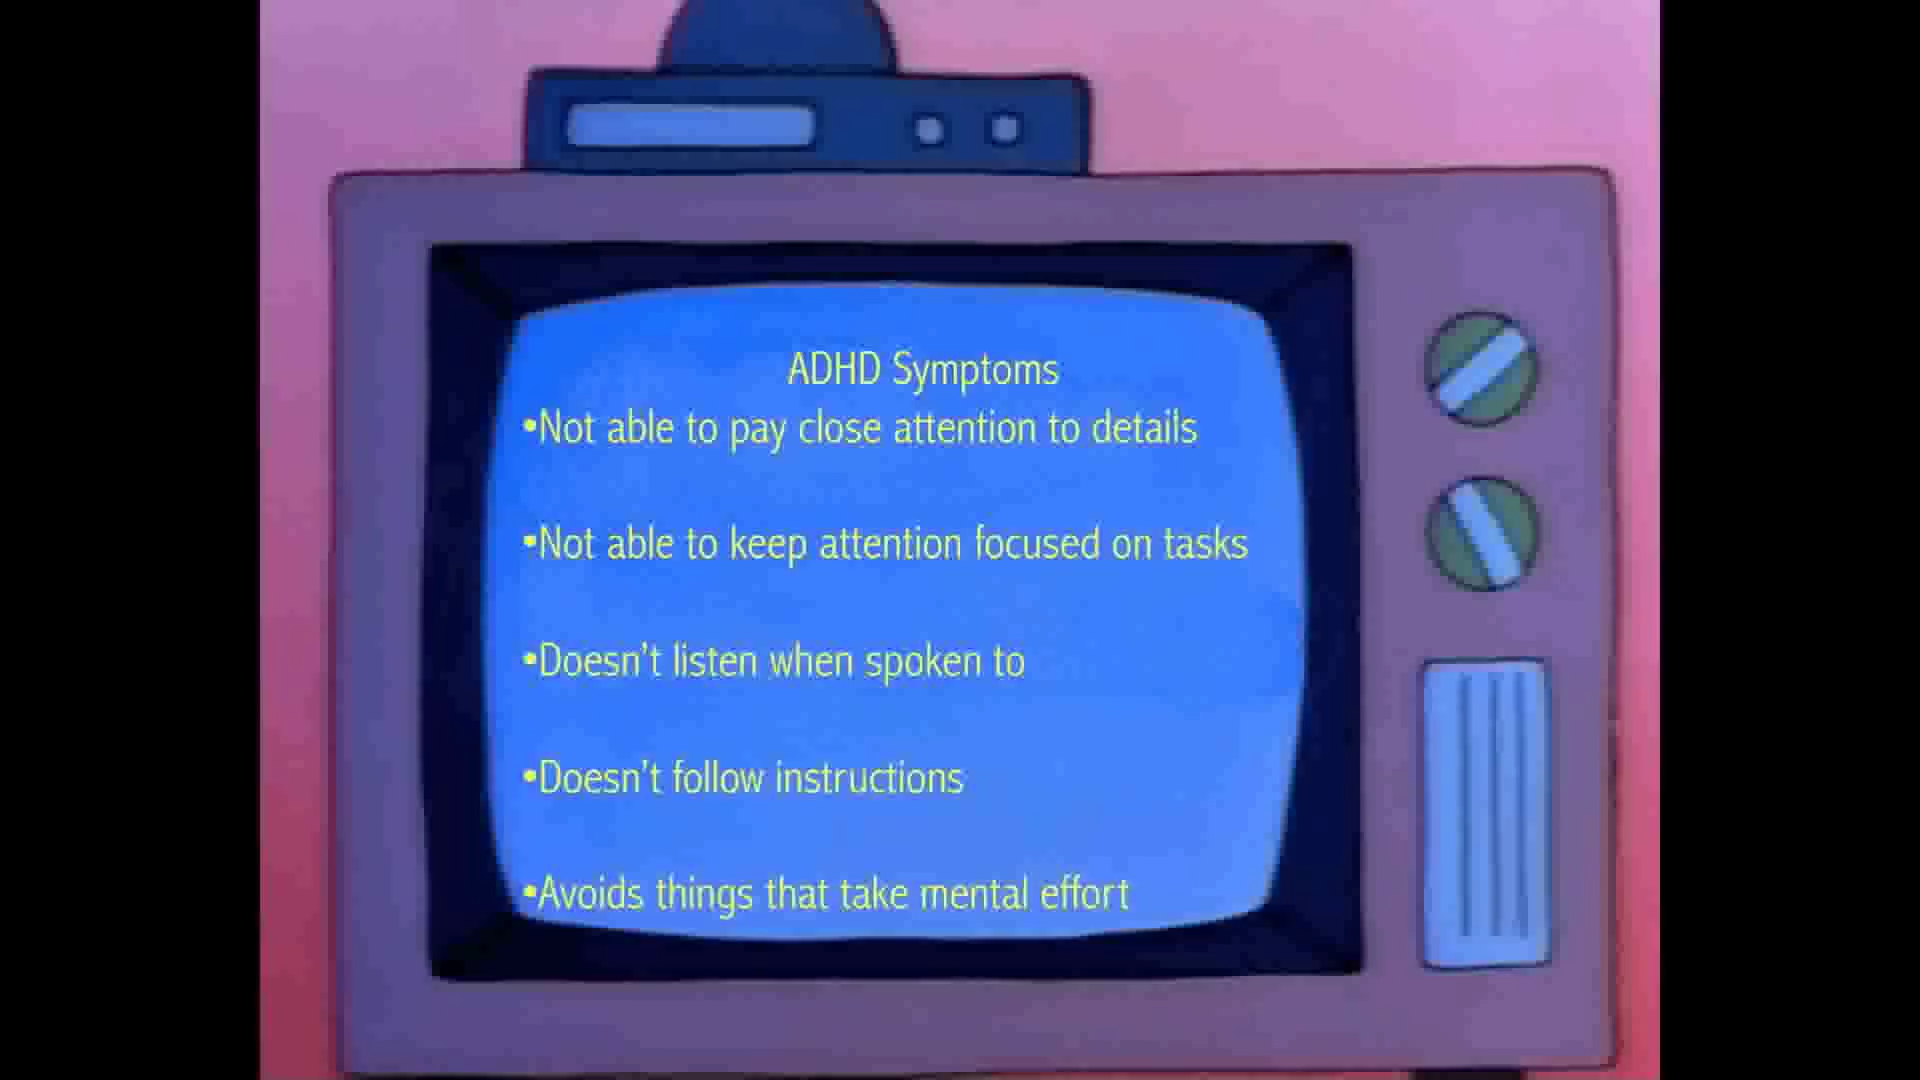 ADHD Symptoms
•Not able to pay close attention to details
•Not able to keep attention focused on tasks
•Doesn't listen when spoken to
•Doesn't follow instructions
•Avoids things that take mental effort